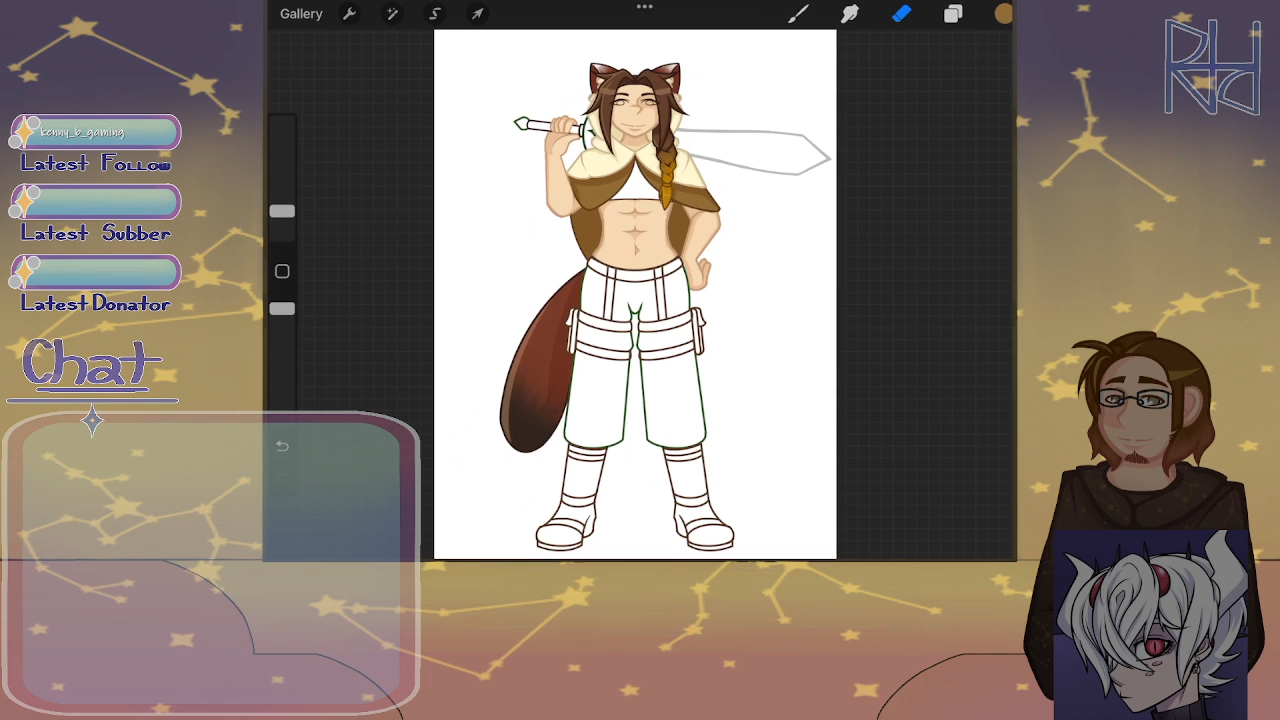 Gallery
kenny_b_gaming
Latest Follow
Latest Subber
Latest Donator
Chat